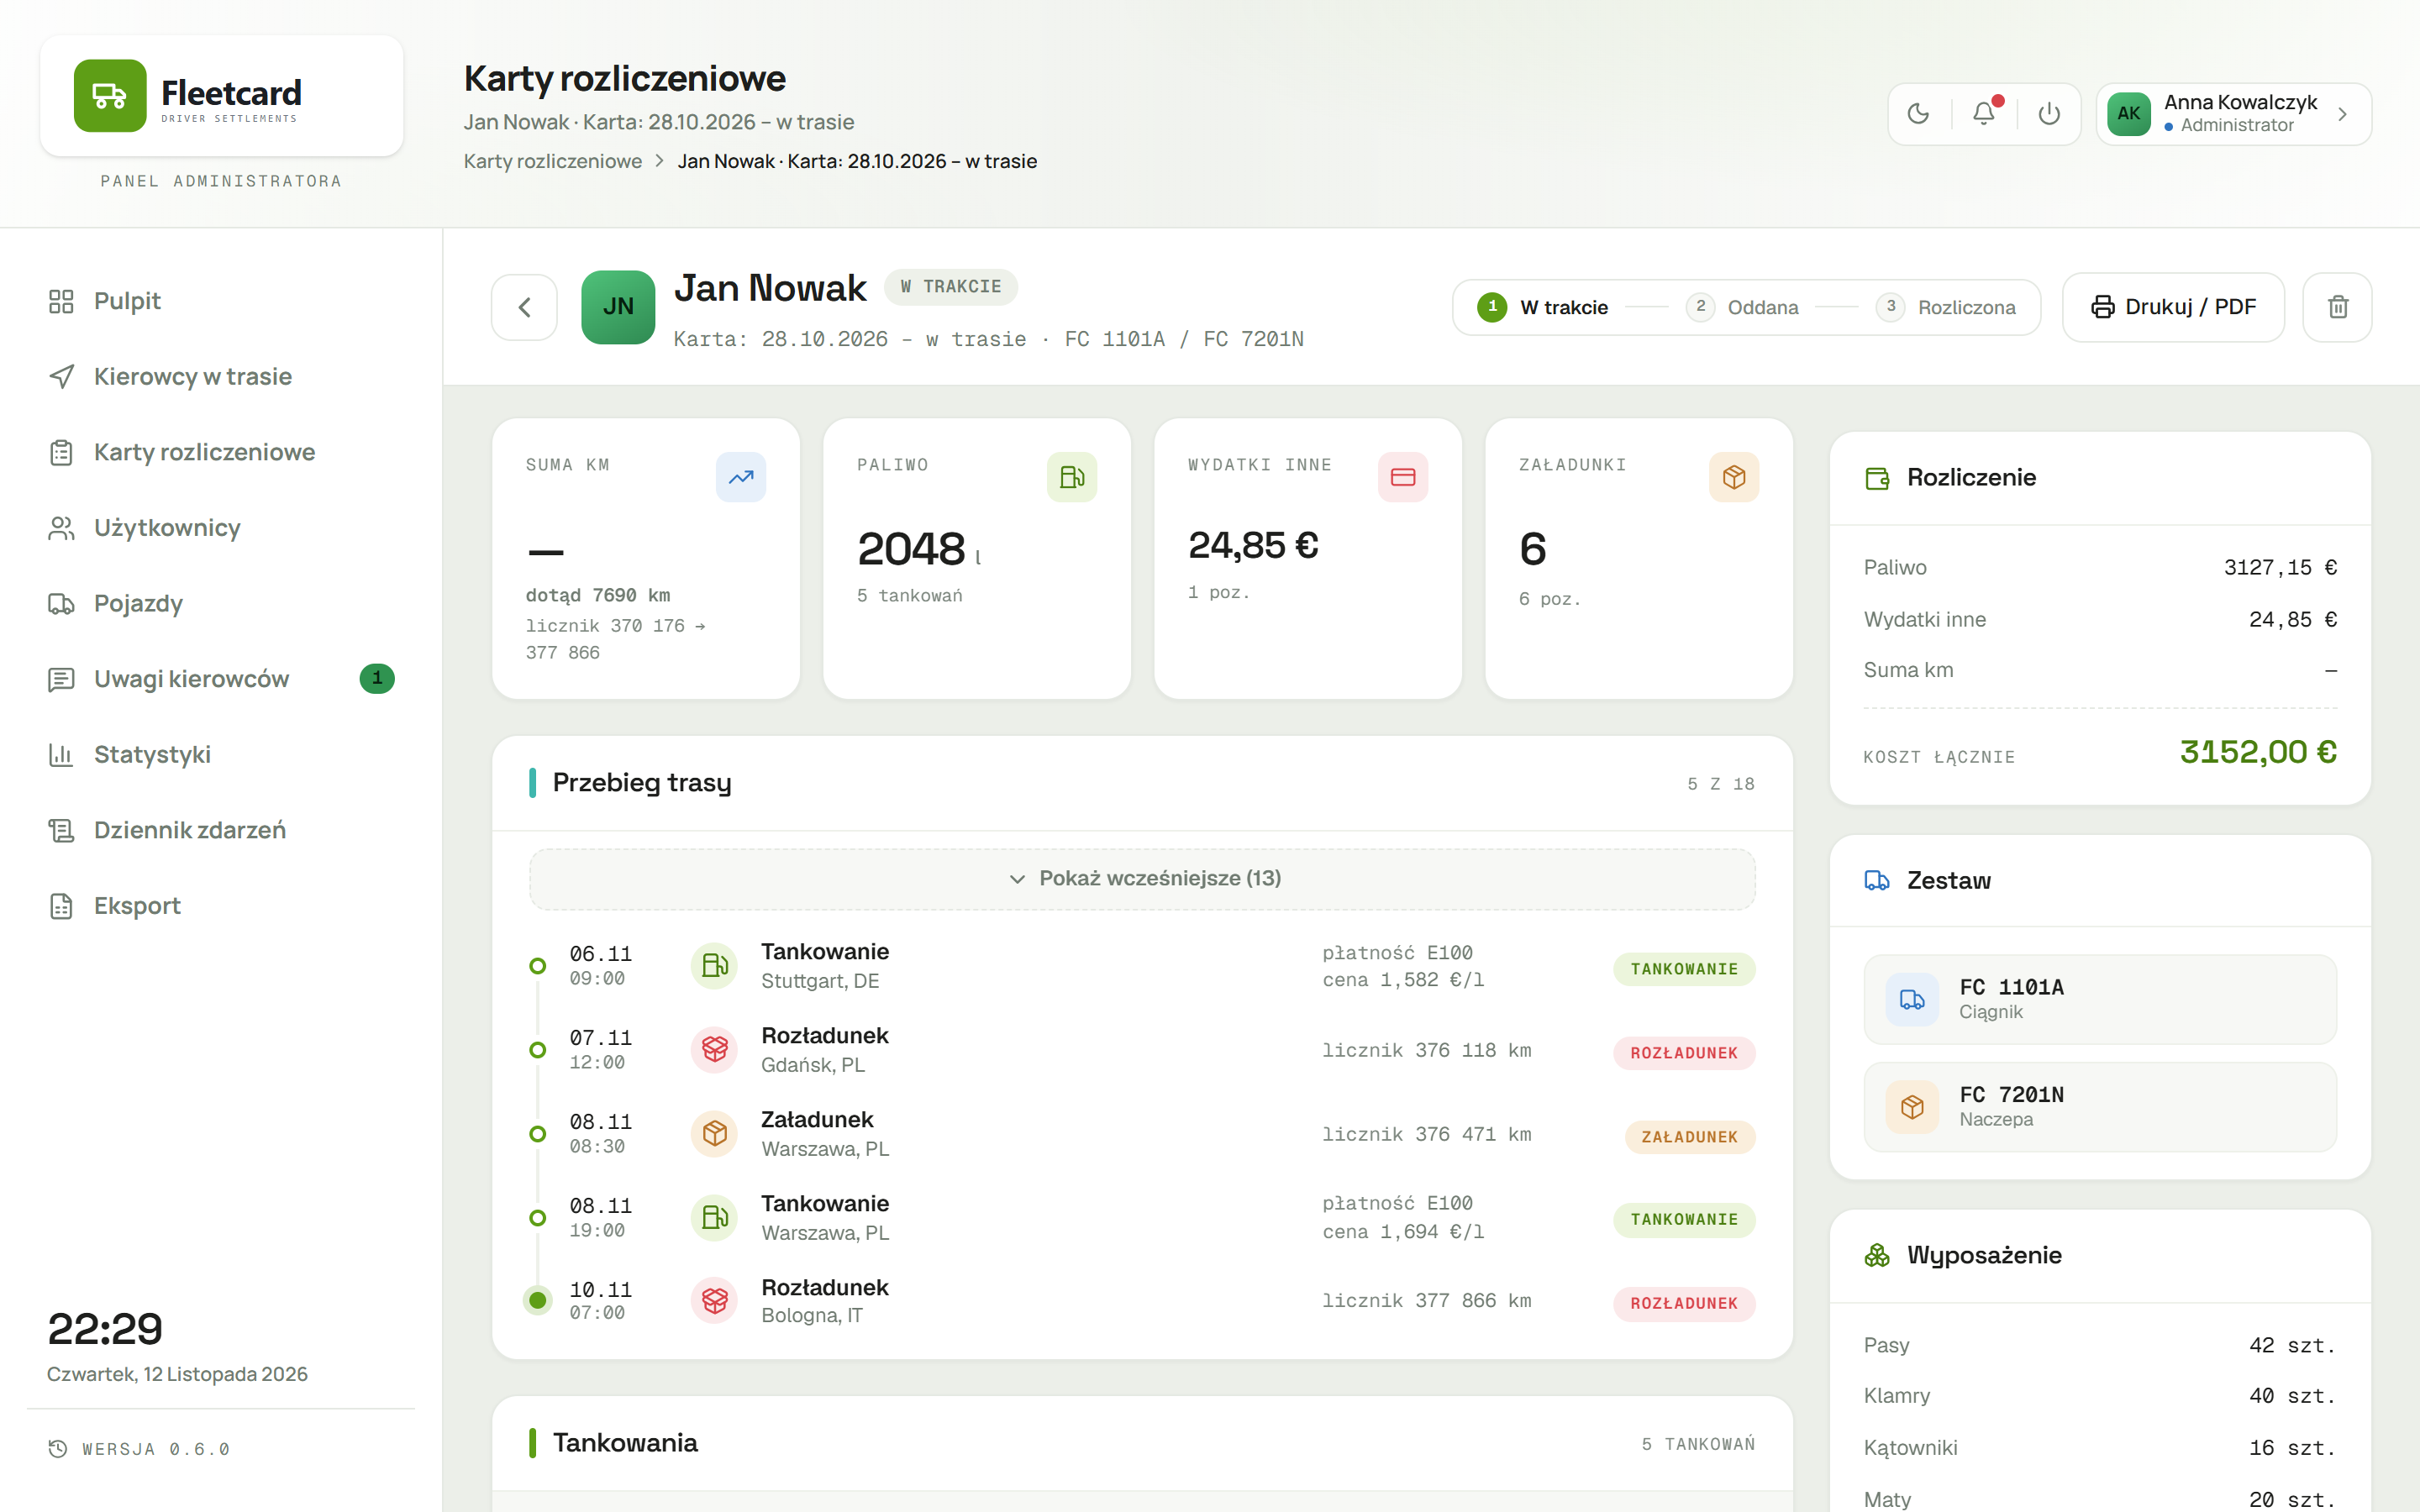 Fleetcard
DRIVER SETTLEMENTS
PANEL ADMINISTRATORA
Karty rozliczeniowe
Jan Nowak · Karta: 28.10.2026 – w trasie
Karty rozliczeniowe > Jan Nowak · Karta: 28.10.2026 – w trasie
AK
Anna Kowalczyk
Administrator
Pulpit
Kierowcy w trasie
Karty rozliczeniowe
Użytkownicy
Pojazdy
Uwagi kierowców 1
Statystyki
Dziennik zdarzeń
Eksport
22:29
Czwartek, 12 Listopada 2026
WERSJA 0.6.0
JN
Jan Nowak W TRAKCIE
Karta: 28.10.2026 – w trasie · FC 1101A / FC 7201N
1 W trakcie 2 Oddana 3 Rozliczona
Drukuj / PDF
SUMA KM
—
dotąd 7690 km
licznik 370 176 →
377 866
PALIWO
2048 l
5 tankowań
WYDATKI INNE
24,85 €
1 poz.
ZAŁADUNKI
6
6 poz.
Przebieg trasy 5 Z 18
Pokaż wcześniejsze (13)
06.11
09:00
Tankowanie
Stuttgart, DE
płatność E100
cena 1,582 €/l
TANKOWANIE
07.11
12:00
Rozładunek
Gdańsk, PL
licznik 376 118 km
ROZŁADUNEK
08.11
08:30
Załadunek
Warszawa, PL
licznik 376 471 km
ZAŁADUNEK
08.11
19:00
Tankowanie
Warszawa, PL
płatność E100
cena 1,694 €/l
TANKOWANIE
10.11
07:00
Rozładunek
Bologna, IT
licznik 377 866 km
ROZŁADUNEK
Tankowania 5 TANKOWAŃ
Rozliczenie
Paliwo 3127,15 €
Wydatki inne 24,85 €
Suma km –
KOSZT ŁĄCZNIE 3152,00 €
Zestaw
FC 1101A
Ciągnik
FC 7201N
Naczepa
Wyposażenie
Pasy 42 szt.
Klamry 40 szt.
Kątowniki 16 szt.
Maty 20 szt.